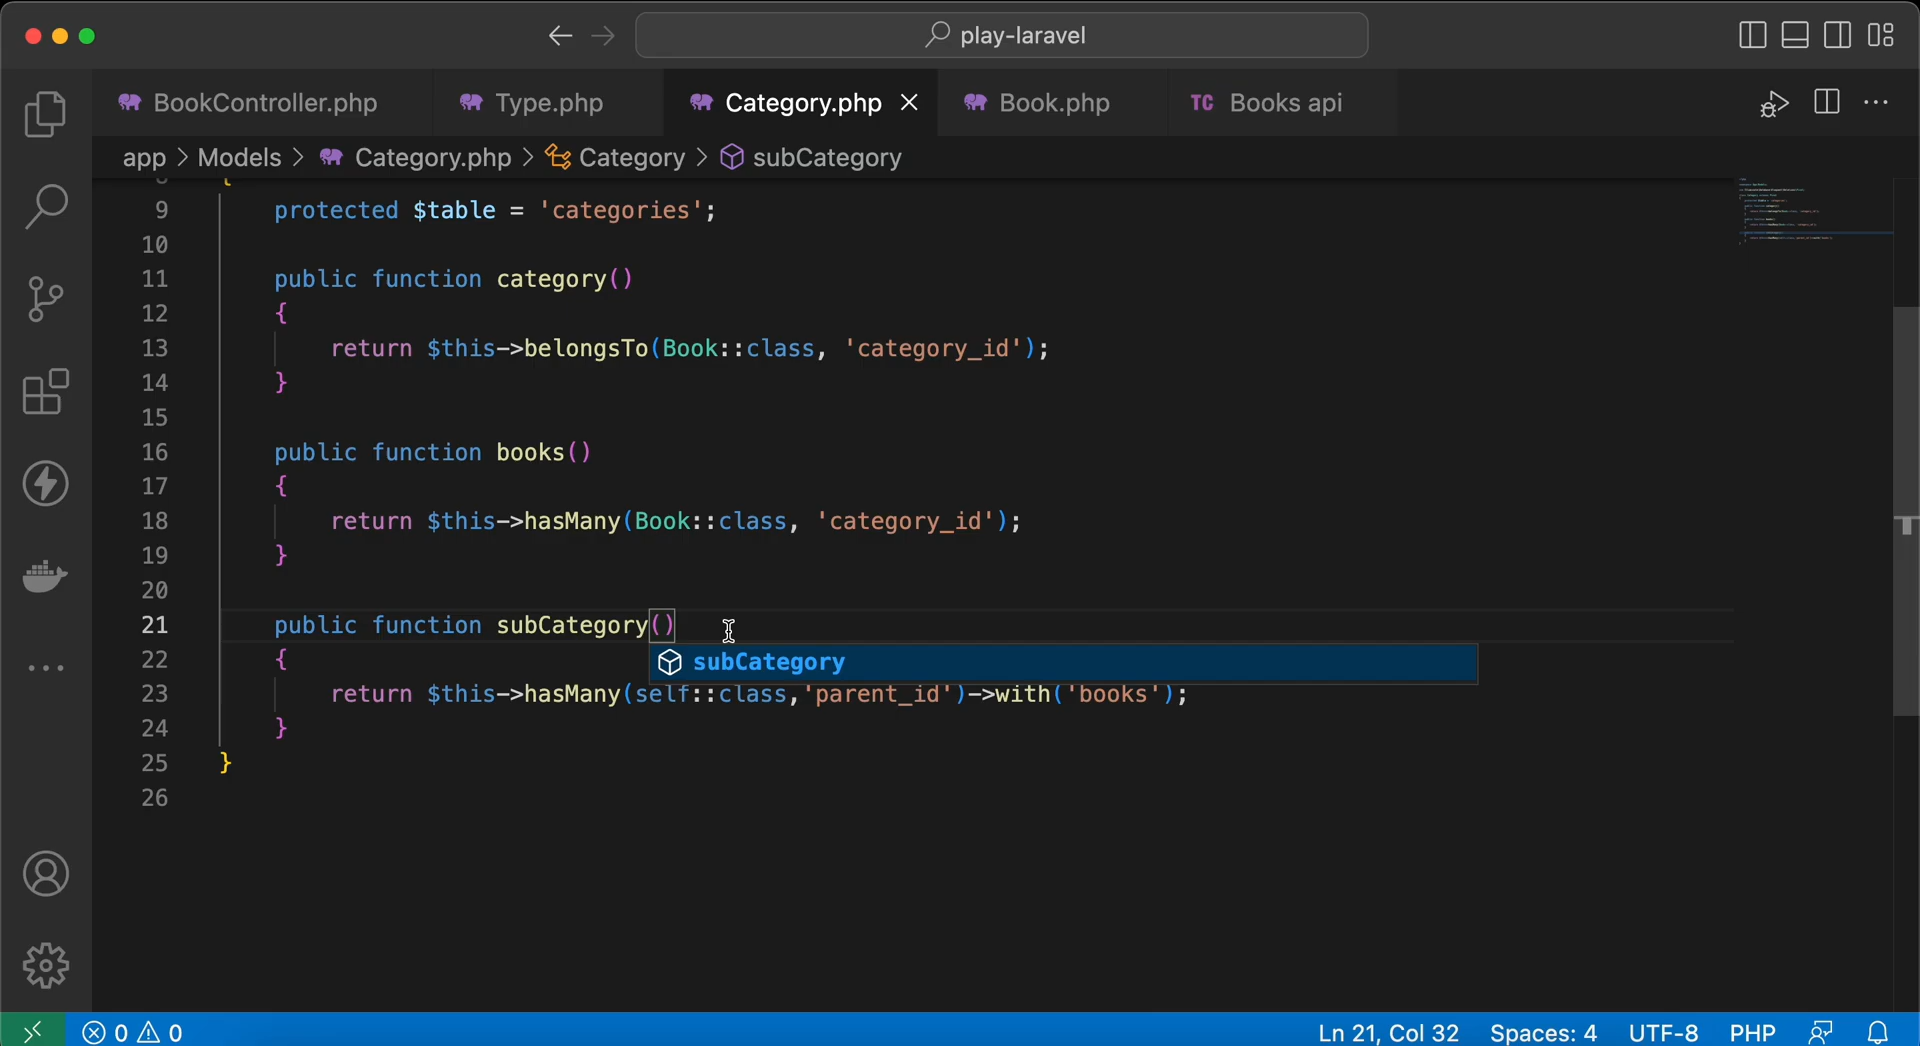 play-laravel
BookController.php
Type.php
Category.php
Book.php
TC Books api
app > Models > Category.php > Category > subCategory
9 protected $table = 'categories';
10
11 public function category()
12 {
13 return $this->belongsTo(Book::class, 'category_id');
14 }
15
16 public function books()
17 {
18 return $this->hasMany(Book::class, 'category_id');
19 }
20
21 public function subCategory()
22 {
subCategory
23 return $this->hasMany(self::class,'parent_id')->with('books');
24 }
25 }
26
0 0
Ln 21, Col 32 Spaces: 4 UTF-8 PHP